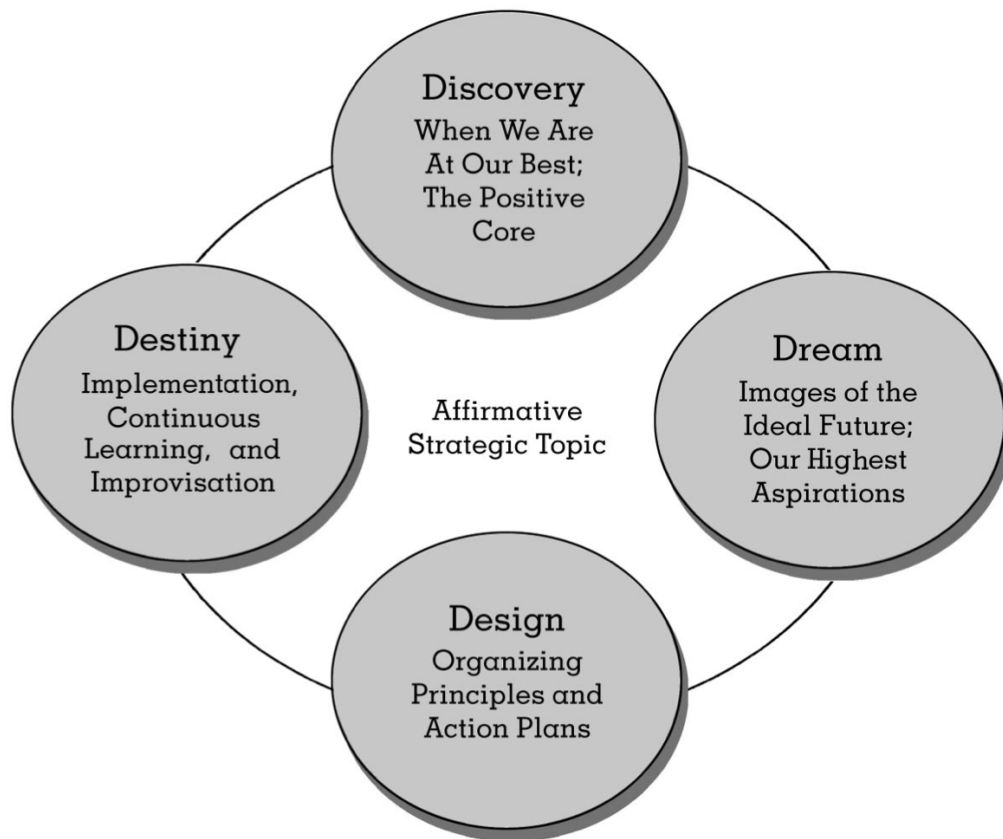 Discovery
When We Are
At Our Best;
The Positive
Core
Destiny
Implementation,
Continuous
Learning, and
Improvisation
Affirmative
Strategic Topic
Dream
Images of the
Ideal Future;
Our Highest
Aspirations
Design
Organizing
Principles and
Action Plans